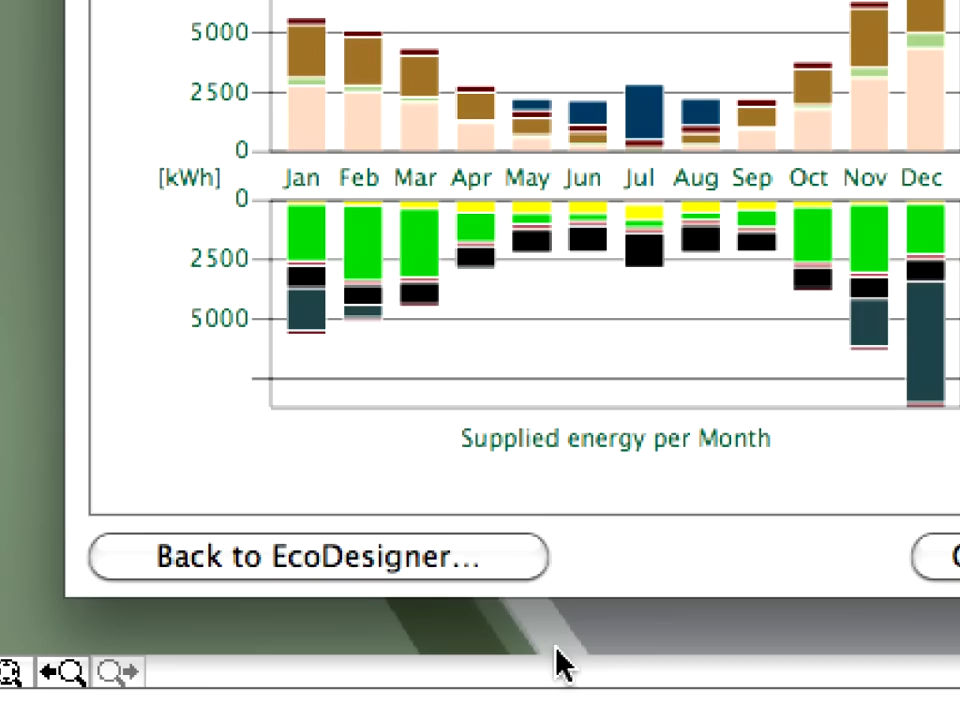 5000
2500
0
[kWh] Jan Feb Mar Apr May Jun Jul Aug Sep Oct Nov Dec
0
2500
5000
Supplied energy per Month
Back to EcoDesigner...